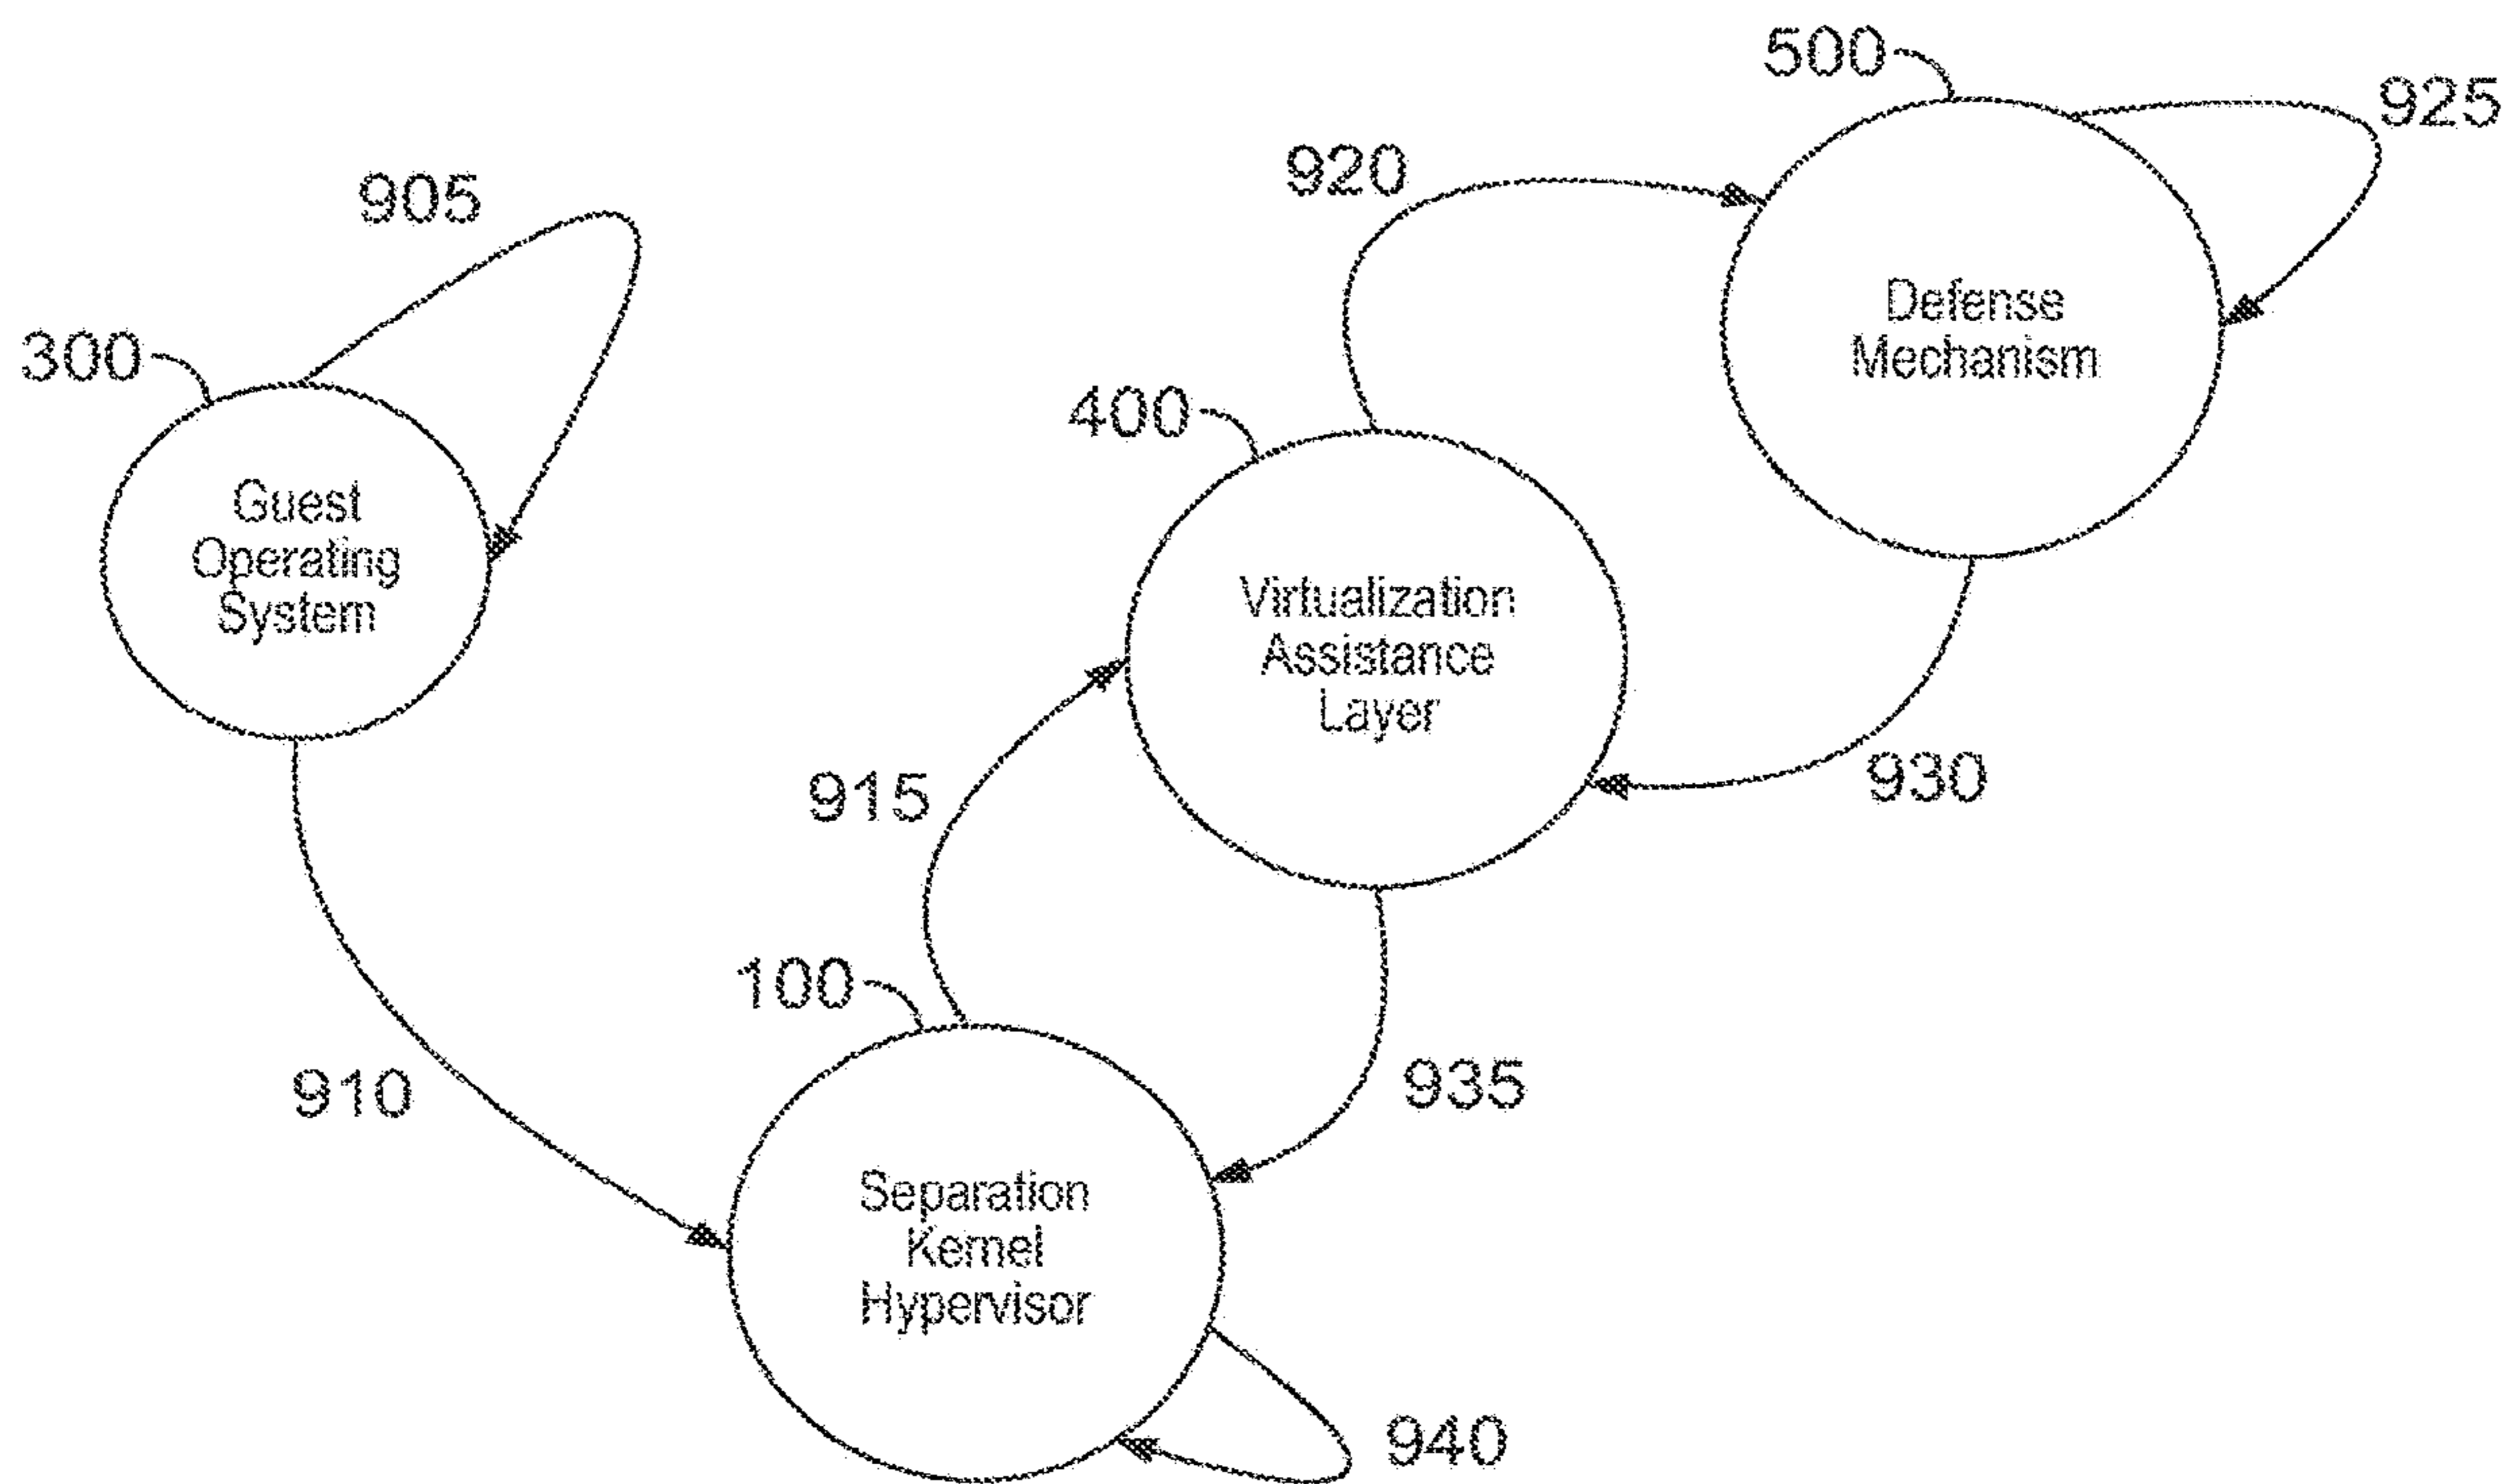 500
925
920
905
300
Defense
Mechanism
400
Guest
Operating
System
Virtualization
Assistance
Layer
930
915
100
935
910
Separation
Kernel
Hypervisor
940